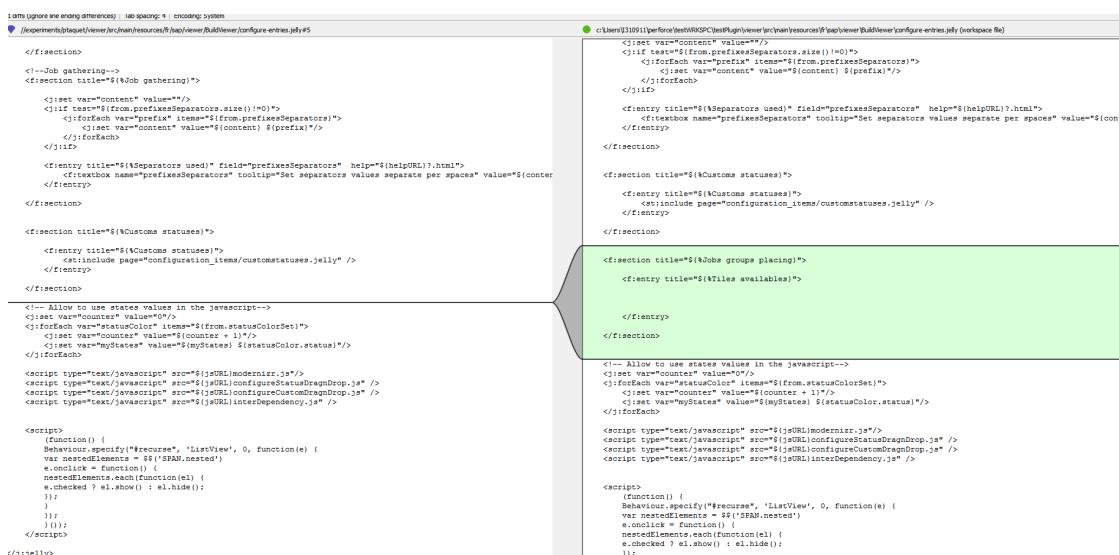 1 diffs (Ignore line ending differences) | Tab spacing: 4 | Encoding: System
//experiments/ptaquet/viewer/src/main/resources/fr/sap/viewer/BuildViewer/configure-entries.jelly#5
</f:section>
<!--Job gathering-->
<f:section title="${%Job gathering}">
<j:set var="content" value=""/>
<j:if test="${from.prefixesSeparators.size()!=0}">
<j:forEach var="prefix" items="${from.prefixesSeparators}">
<j:set var="content" value="${content} ${prefix}"/>
</j:forEach>
</j:if>
<f:entry title="${%Separators used}" field="prefixesSeparators"  help="${helpURL}?.html">
<f:textbox name="prefixesSeparators" tooltip="Set separators values separate per spaces" value="${conten
</f:entry>
</f:section>
<f:section title="${%Customs statuses}">
<f:entry title="${%Customs statuses}">
<st:include page="configuration_items/customstatuses.jelly" />
</f:entry>
</f:section>
<!-- Allow to use states values in the javascript-->
<j:set var="counter" value="0"/>
<j:forEach var="statusColor" items="${from.statusColorSet}">
<j:set var="counter" value="${counter + 1}"/>
<j:set var="myStates" value="${myStates} ${statusColor.status}"/>
</j:forEach>
<script type="text/javascript" src="${jsURL}modernizr.js"/>
<script type="text/javascript" src="${jsURL}configureStatusDragnDrop.js" />
<script type="text/javascript" src="${jsURL}configureCustomDragnDrop.js" />
<script type="text/javascript" src="${jsURL}interDependency.js" />
<script>
(function() {
Behaviour.specify("#recurse", 'ListView', 0, function(e) {
var nestedElements = $$('SPAN.nested')
e.onclick = function() {
nestedElements.each(function(el) {
e.checked ? el.show() : el.hide();
});
}
});
}());
</script>
</j:jelly>
c:\Users\I310911\perforce\testWRKSPC\testPlugin\viewer\src\main\resources\fr\sap\viewer\BuildViewer\configure-entries.jelly (workspace file)
<j:set var="content" value=""/>
<j:if test="${from.prefixesSeparators.size()!=0}">
<j:forEach var="prefix" items="${from.prefixesSeparators}">
<j:set var="content" value="${content} ${prefix}"/>
</j:forEach>
</j:if>
<f:entry title="${%Separators used}" field="prefixesSeparators"  help="${helpURL}?.html">
<f:textbox name="prefixesSeparators" tooltip="Set separators values separate per spaces" value="${con
</f:entry>
</f:section>
<f:section title="${%Customs statuses}">
<f:entry title="${%Customs statuses}">
<st:include page="configuration_items/customstatuses.jelly" />
</f:entry>
</f:section>
<f:section title="${%Jobs groups placing}">
<f:entry title="${%Tiles availables}">
</f:entry>
</f:section>
<!-- Allow to use states values in the javascript-->
<j:set var="counter" value="0"/>
<j:forEach var="statusColor" items="${from.statusColorSet}">
<j:set var="counter" value="${counter + 1}"/>
<j:set var="myStates" value="${myStates} ${statusColor.status}"/>
</j:forEach>
<script type="text/javascript" src="${jsURL}modernizr.js"/>
<script type="text/javascript" src="${jsURL}configureStatusDragnDrop.js" />
<script type="text/javascript" src="${jsURL}configureCustomDragnDrop.js" />
<script type="text/javascript" src="${jsURL}interDependency.js" />
<script>
(function() {
Behaviour.specify("#recurse", 'ListView', 0, function(e) {
var nestedElements = $$('SPAN.nested')
e.onclick = function() {
nestedElements.each(function(el) {
e.checked ? el.show() : el.hide();
});